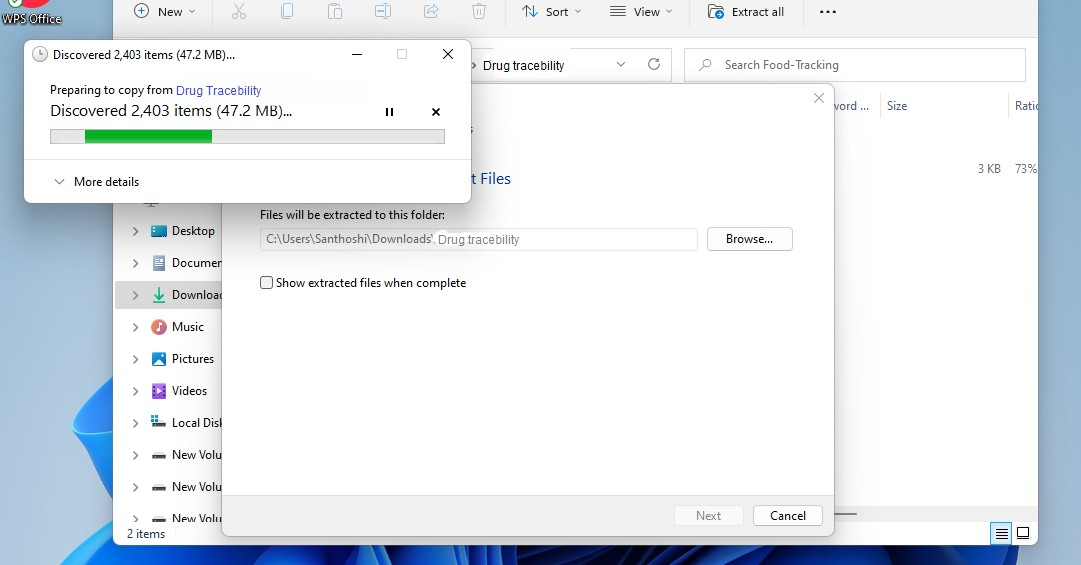 WPS Office
New
Sort
View
Extract all
Discovered 2,403 items (47.2 MB)...
Drug tracebility
Search Food-Tracking
Preparing to copy from Drug Tracebility
Discovered 2,403 items (47.2 MB)...
More details
Size
3 KB 73%
Files
Files will be extracted to this folder:
C:\Users\Santhoshi\Downloads\ Drug tracebility
Browse...
Show extracted files when complete
Desktop
Documen
Downloa
Music
Pictures
Videos
Local Disk
New Volu
New Volu
New Volu
Next
Cancel
2 items